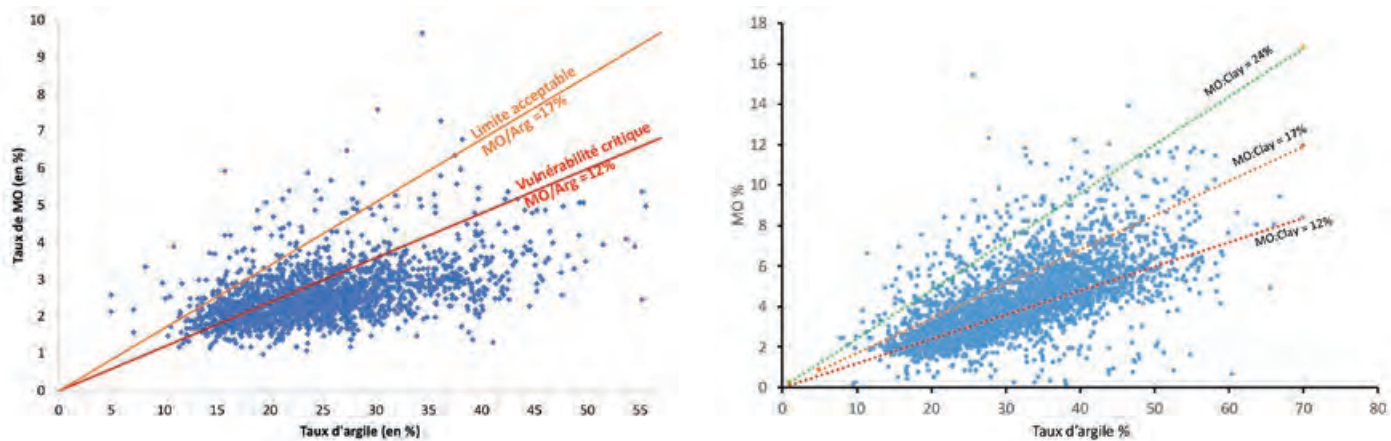 10
9
8
7
6
5
4
3
2
1
0
Taux de MO (en %)
Limite acceptable
MO/Arg =17%
Vulnérabilité critique
MO/Arg =12%
0 5 10 15 20 25 30 35 40 45 50 55
Taux d'argile (en %)
18
16
14
12
10
8
6
4
2
0
MO %
MO:Clay = 24%
MO:Clay = 17%
MO:Clay = 12%
0 10 20 30 40 50 60 70 80
Taux d'argile %